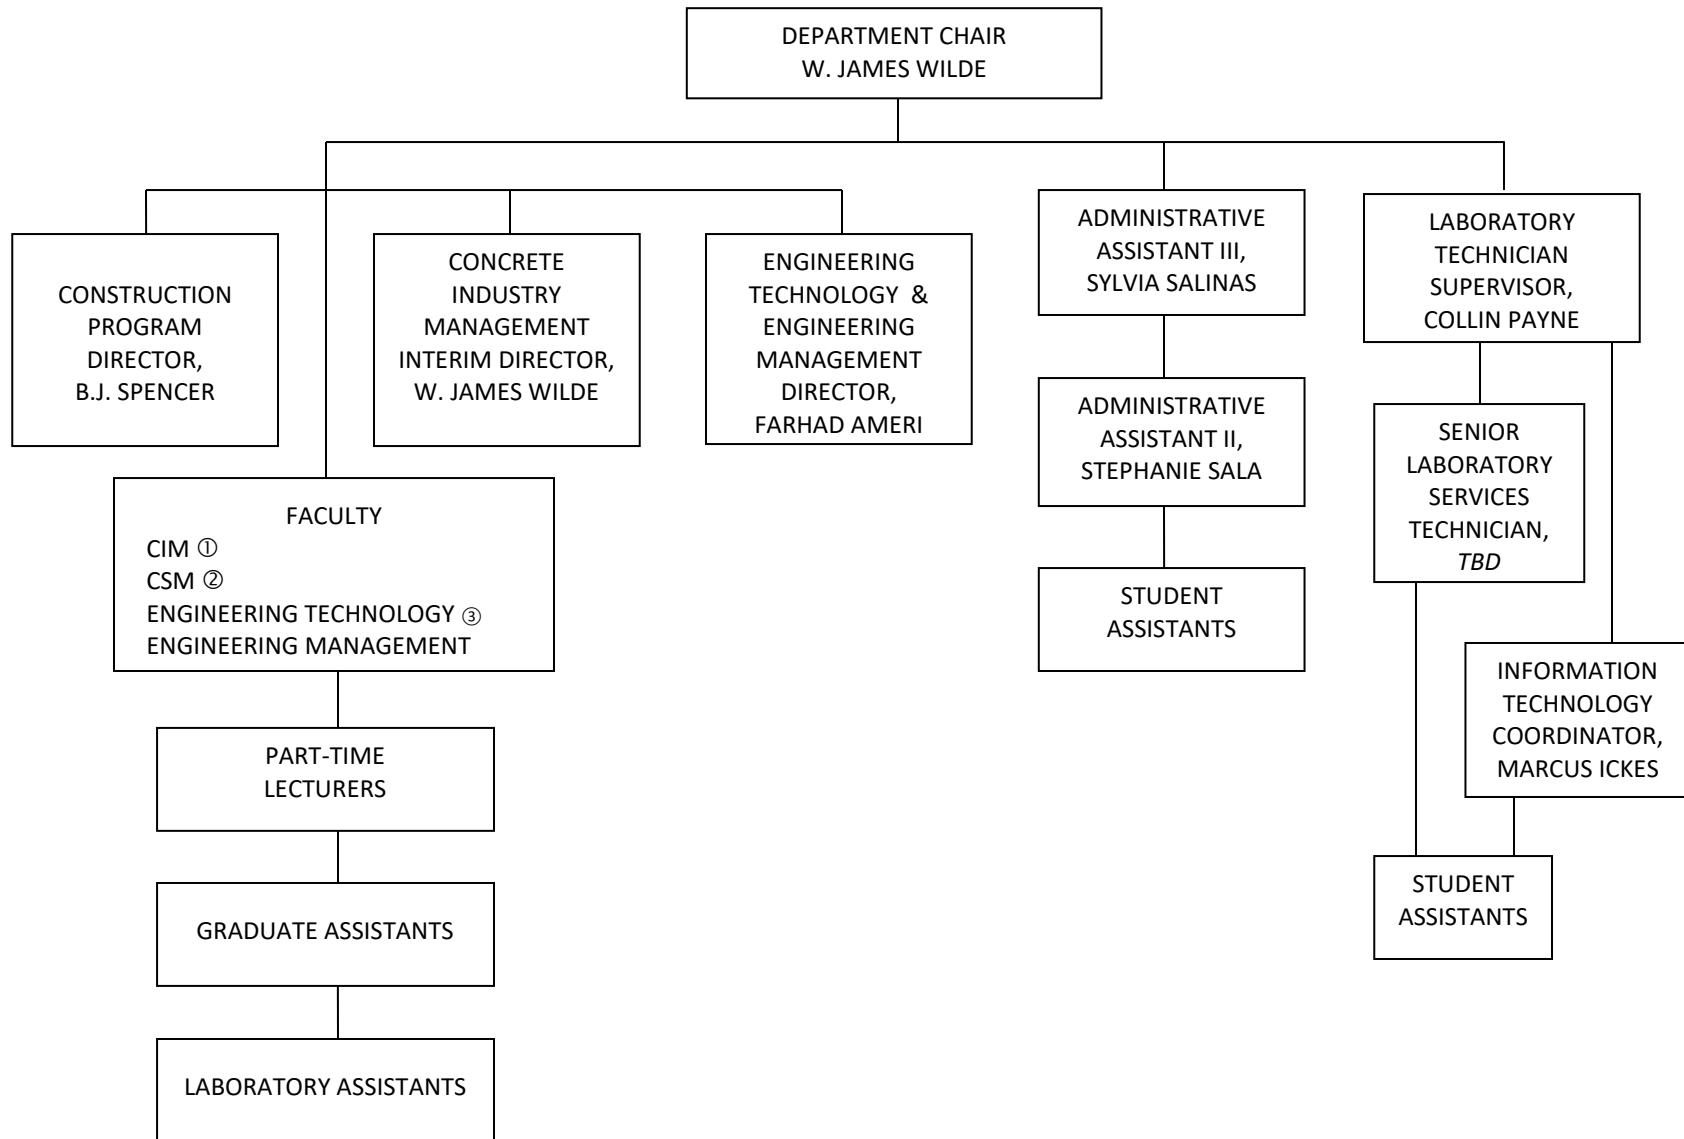 DEPARTMENT CHAIR
W. JAMES WILDE
CONSTRUCTION
PROGRAM
DIRECTOR,
B.J. SPENCER
CONCRETE
INDUSTRY
MANAGEMENT
INTERIM DIRECTOR,
W. JAMES WILDE
ENGINEERING
TECHNOLOGY &
ENGINEERING
MANAGEMENT
DIRECTOR,
FARHAD AMERI
ADMINISTRATIVE
ASSISTANT III,
SYLVIA SALINAS
LABORATORY
TECHNICIAN
SUPERVISOR,
COLLIN PAYNE
ADMINISTRATIVE
ASSISTANT II,
STEPHANIE SALA
SENIOR
LABORATORY
SERVICES
TECHNICIAN,
TBD
FACULTY
CIM ①
CSM ②
ENGINEERING TECHNOLOGY ③
ENGINEERING MANAGEMENT
STUDENT
ASSISTANTS
INFORMATION
TECHNOLOGY
COORDINATOR,
MARCUS ICKES
PART-TIME
LECTURERS
STUDENT
ASSISTANTS
GRADUATE ASSISTANTS
LABORATORY ASSISTANTS